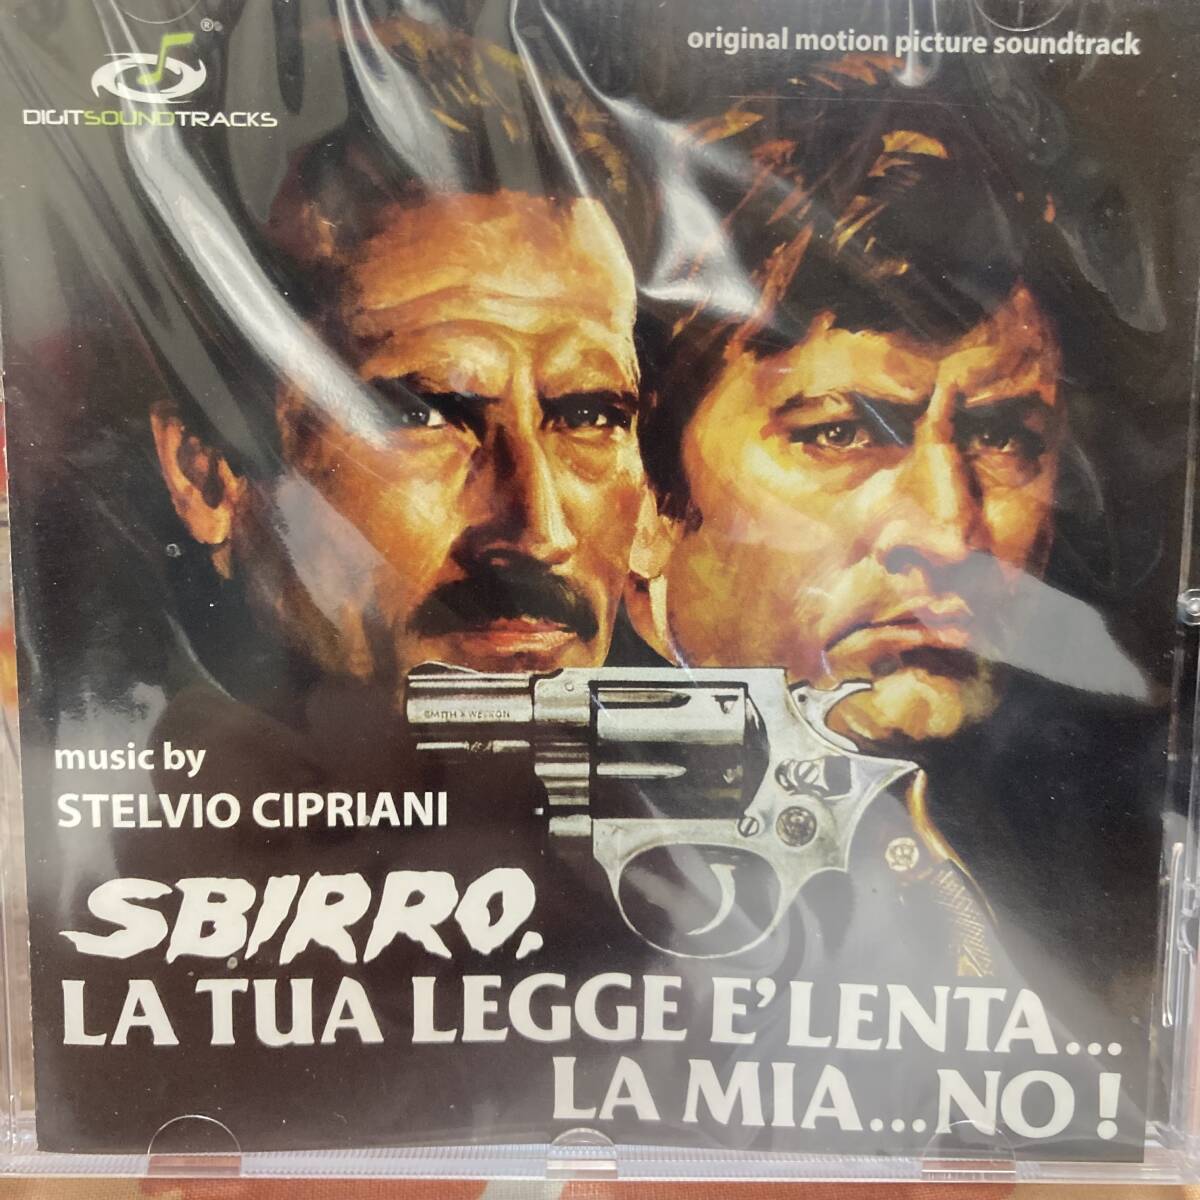 ®
DIGITSOUNDTRACKS
original motion picture soundtrack
SMITH & WESSON
music by
STELVIO CIPRIANI
SBIRRO,
LA TUA LEGGE E' LENTA...
LA MIA...NO!